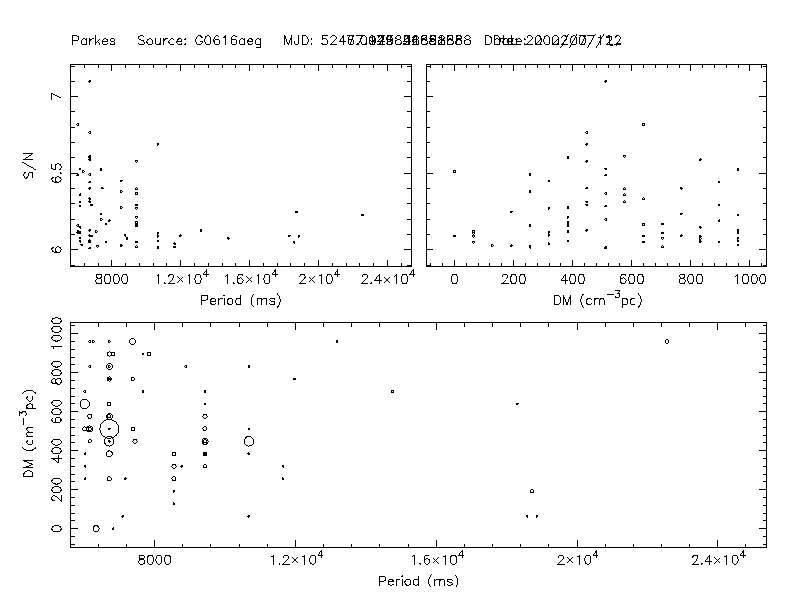 Parkes Source: G0616aeg MJD: Date:
7
6.5
6
S/N
8000 1.2×10⁴ 1.6×10⁴ 2×10⁴ 2.4×10⁴
Period (ms)
0 200 400 600 800 1000
DM (cm⁻³pc)
1000
800
600
400
200
0
DM (cm⁻³pc)
8000 1.2×10⁴ 1.6×10⁴ 2×10⁴ 2.4×10⁴
Period (ms)